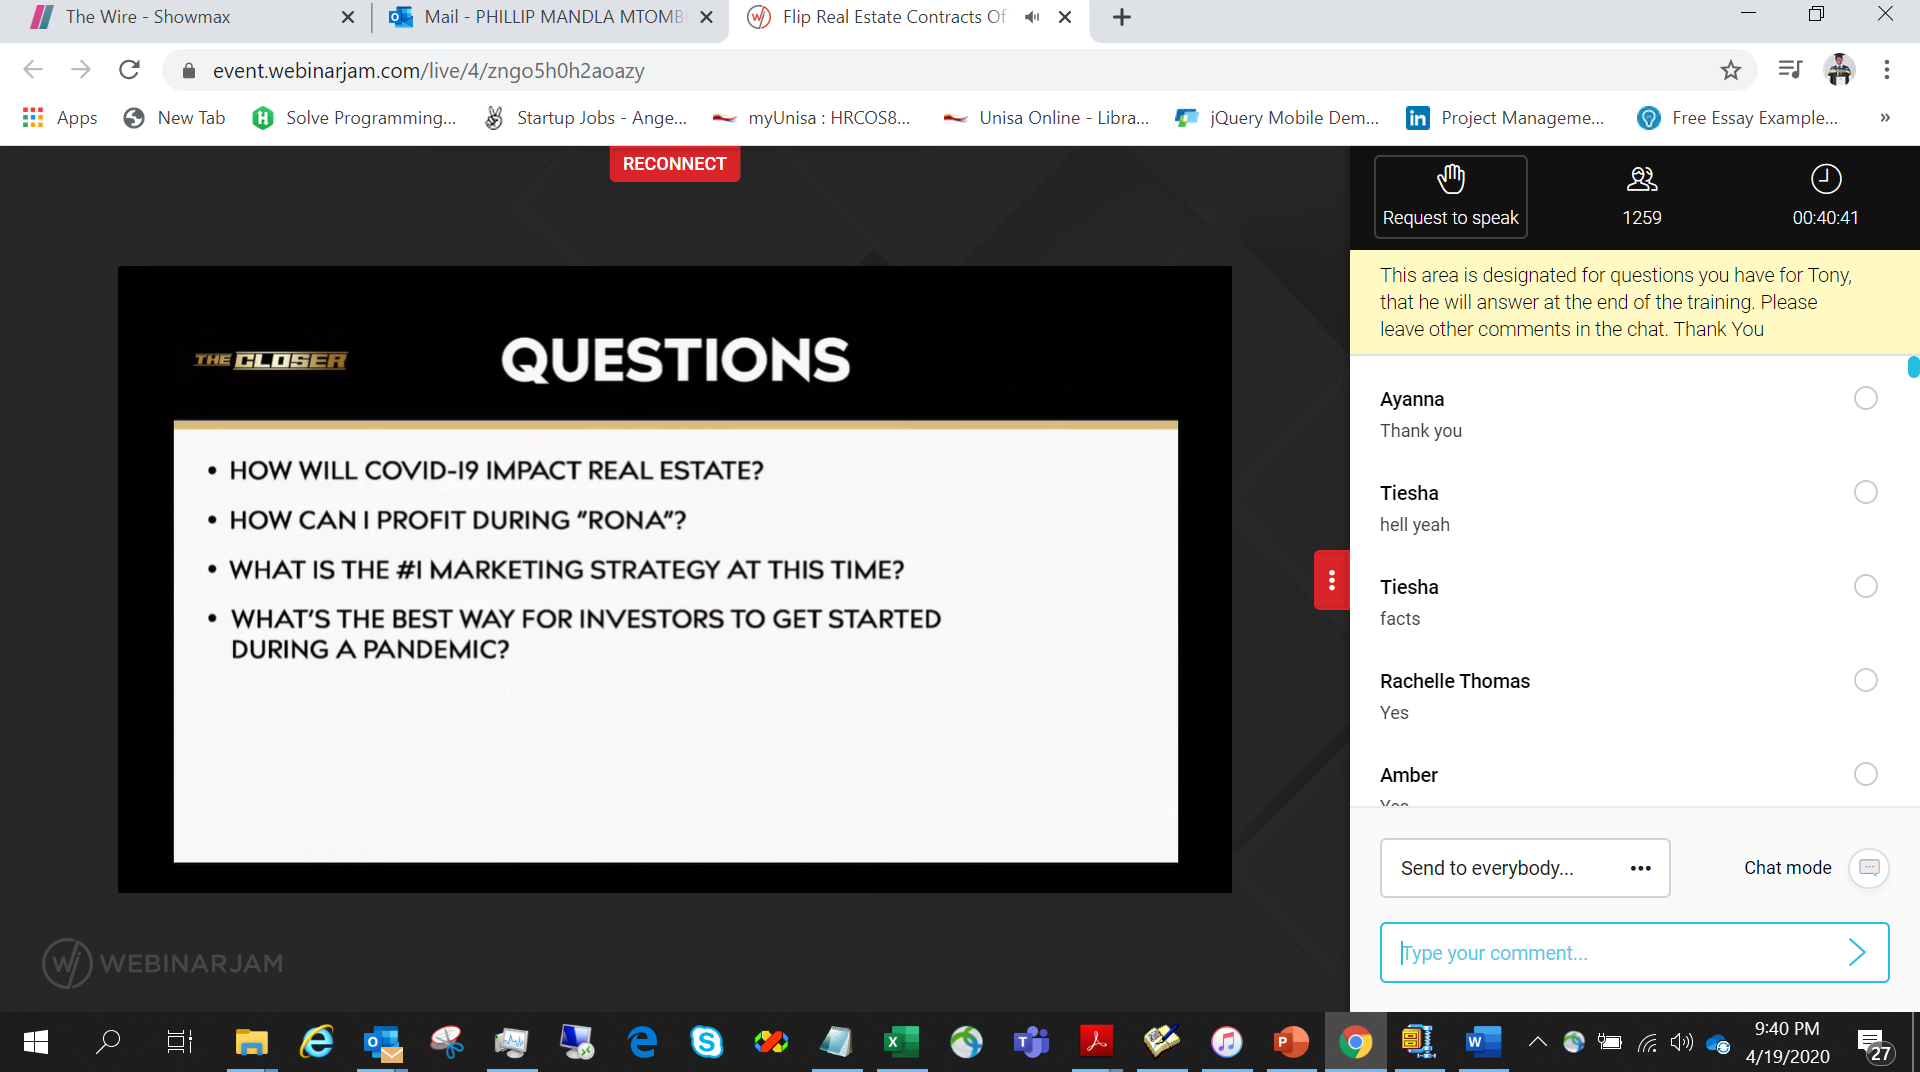 The Wire - Showmax
Mail - PHILLIP MANDLA MTOMB
Flip Real Estate Contracts Of
event.webinarjam.com/live/4/zngo5h0h2aoazy
Apps
New Tab
Solve Programming...
Startup Jobs - Ange...
myUnisa : HRCOS8...
Unisa Online - Libra...
jQuery Mobile Dem...
Project Manageme...
Free Essay Example...
»
RECONNECT
Request to speak
1259
00:40:41
THE CLOSER
QUESTIONS
• HOW WILL COVID-19 IMPACT REAL ESTATE?
• HOW CAN I PROFIT DURING “RONA”?
• WHAT IS THE #1 MARKETING STRATEGY AT THIS TIME?
• WHAT’S THE BEST WAY FOR INVESTORS TO GET STARTED
DURING A PANDEMIC?
WEBINARJAM
This area is designated for questions you have for Tony,
that he will answer at the end of the training. Please
leave other comments in the chat. Thank You
Ayanna
Thank you
Tiesha
hell yeah
Tiesha
facts
Rachelle Thomas
Yes
Amber
Yes
Send to everybody...
Chat mode
Type your comment...
9:40 PM
4/19/2020
27